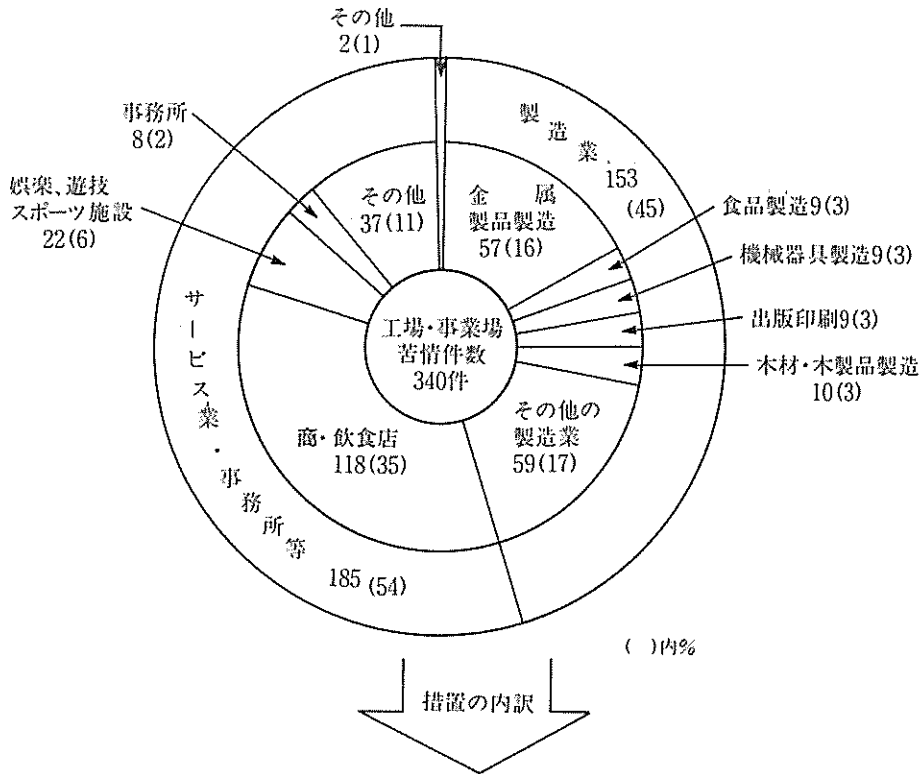 その他
2(1)
事務所
8(2)
娯楽、遊技
スポーツ施設
22(6)
製造業
153
(45)
その他
37(11)
金属
製品製造
57(16)
食品製造9(3)
機械器具製造9(3)
出版印刷9(3)
木材・木製品製造
10(3)
工場・事業場
苦情件数
340件
その他の
製造業
59(17)
商・飲食店
118(35)
サービス業・事務所等
185(54)
( )内%
措置の内訳